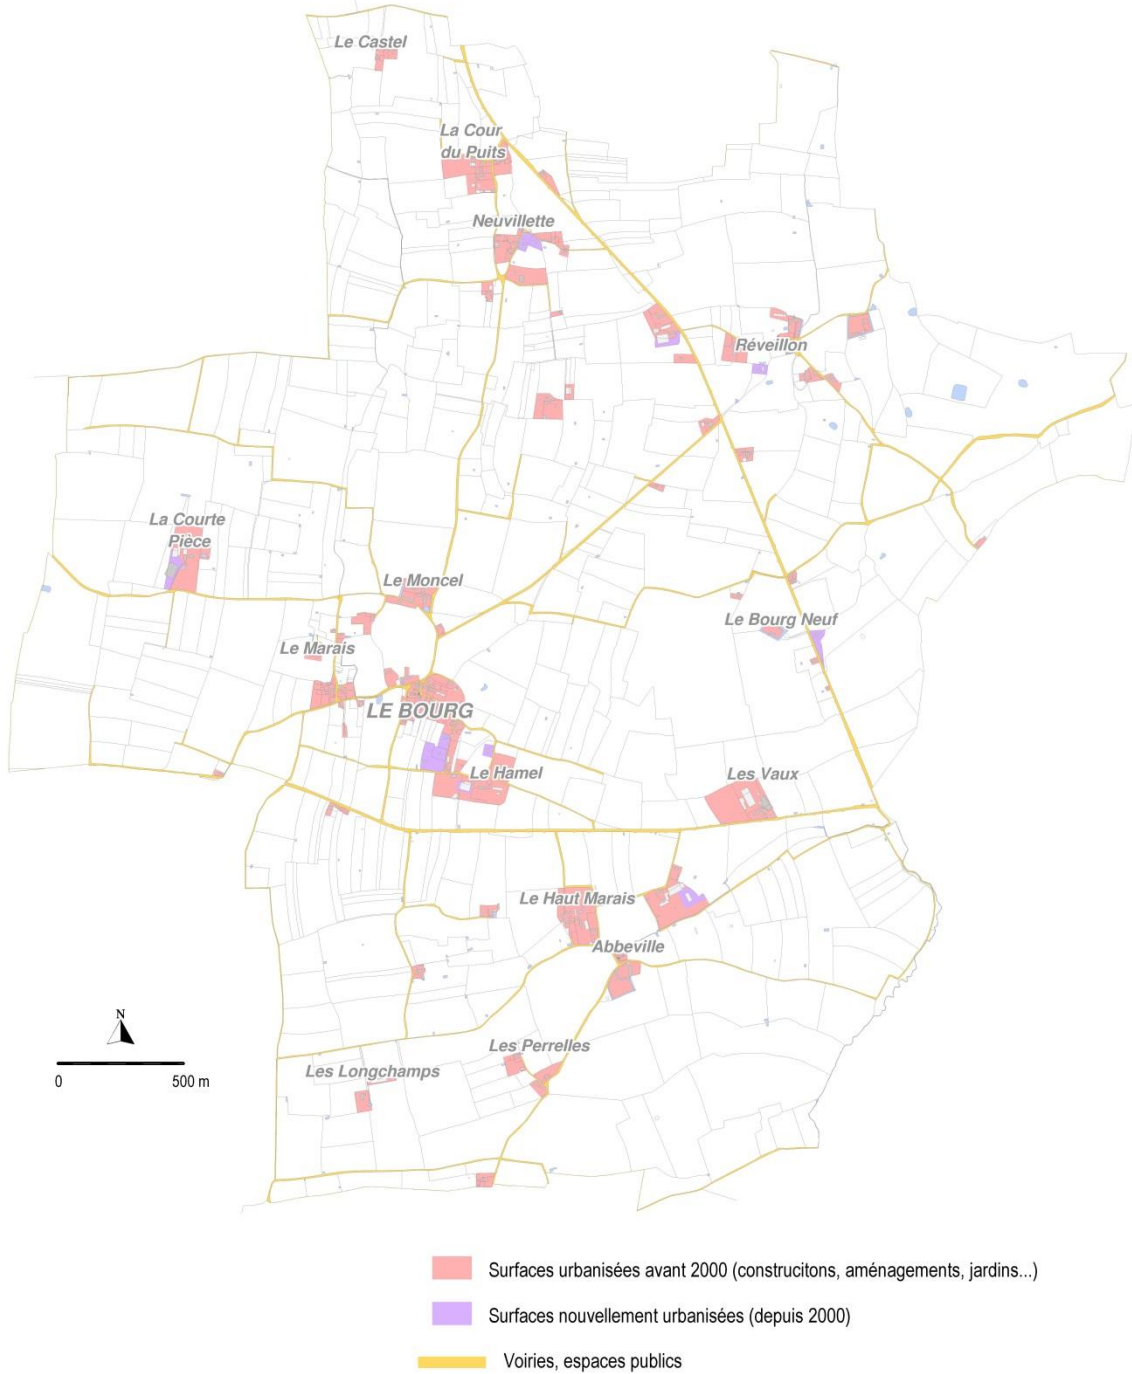 Le Castel
La Cour
du Puits
Neuvillette
Réveillon
La Courte
Pièce
Le Moncel
Le Bourg Neuf
Le Marais
LE BOURG
Le Hamel
Les Vaux
Le Haut Marais
Abbeville
N
Les Perrelles
Les Longchamps
0
500 m
Surfaces urbanisées avant 2000 (construcitons, aménagements, jardins...)
Surfaces nouvellement urbanisées (depuis 2000)
Voiries, espaces publics